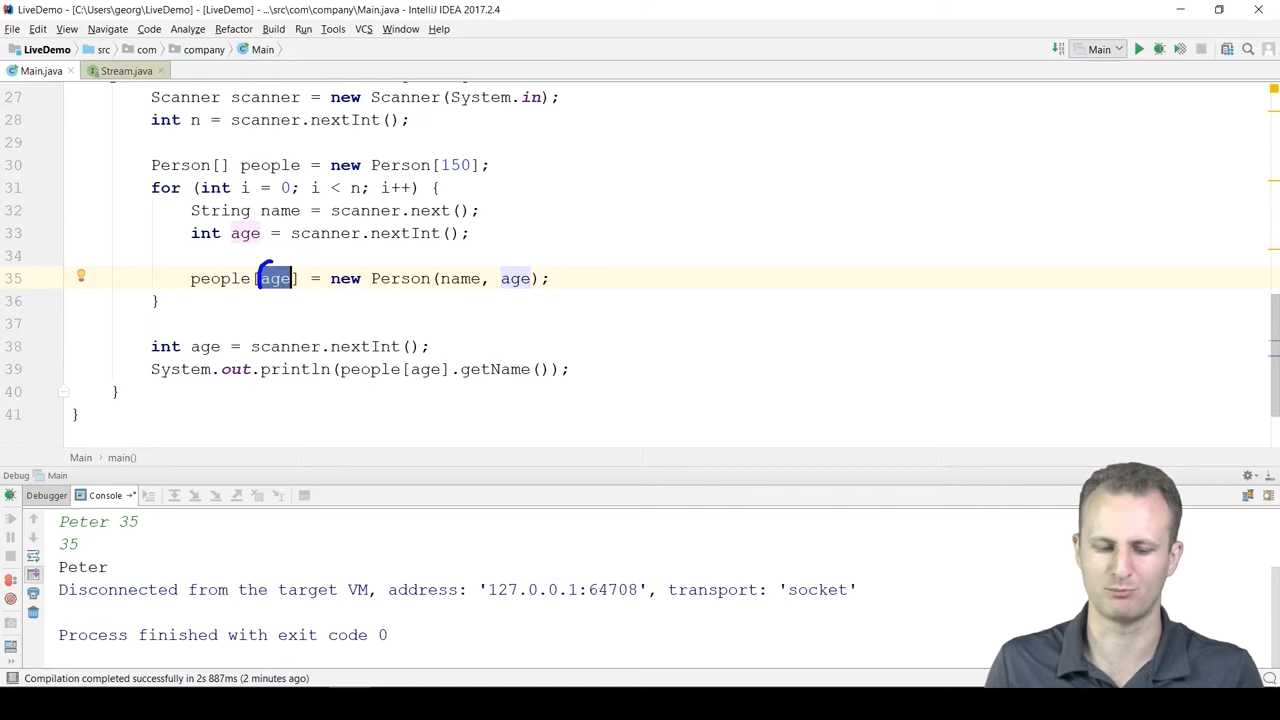 LiveDemo - [C:\Users\georg\LiveDemo] - [LiveDemo] - ...\src\com\company\Main.java - IntelliJ IDEA 2017.2.4
File Edit View Navigate Code Analyze Refactor Build Run Tools VCS Window Help
LiveDemo src com company Main Main
Main.java Stream.java
27 Scanner scanner = new Scanner(System.in);
28 int n = scanner.nextInt();
29
30 Person[] people = new Person[150];
31 for (int i = 0; i < n; i++) {
32 String name = scanner.next();
33 int age = scanner.nextInt();
34
35 people[age] = new Person(name, age);
36 }
37
38 int age = scanner.nextInt();
39 System.out.println(people[age].getName());
40 }
41 }
Main main()
Debug Main
Debugger Console
Peter 35
35
Peter
Disconnected from the target VM, address: '127.0.0.1:64708', transport: 'socket'
Process finished with exit code 0
Compilation completed successfully in 2s 887ms (2 minutes ago)